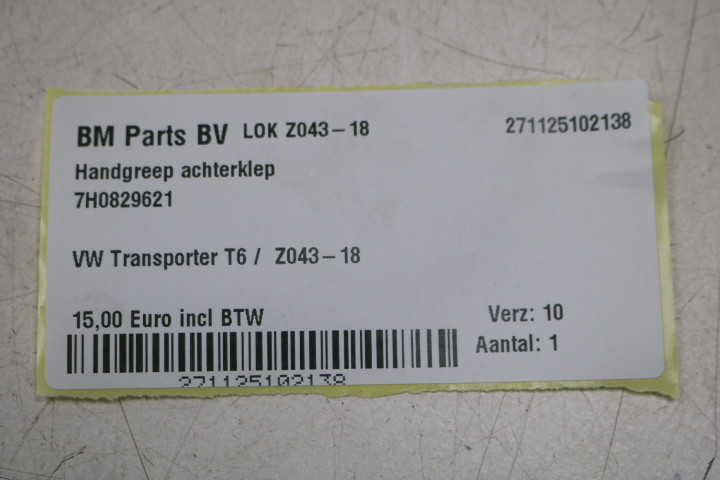 BM Parts BV LOK Z043-18 271125102138
Handgreep achterklep
7H0829621
VW Transporter T6 / Z043-18
15,00 Euro incl BTW Verz: 10
Aantal: 1
271125102138